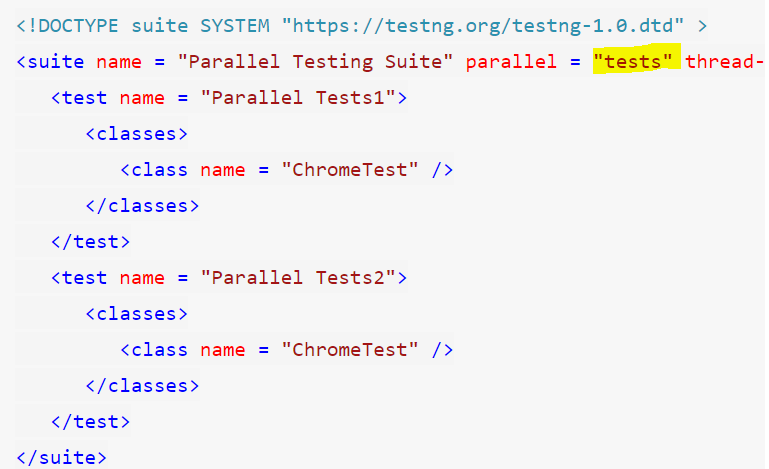 <!DOCTYPE suite SYSTEM "https://testng.org/testng-1.0.dtd" >
<suite name = "Parallel Testing Suite" parallel = "tests" thread-
<test name = "Parallel Tests1">
<classes>
<class name = "ChromeTest" />
</classes>
</test>
<test name = "Parallel Tests2">
<classes>
<class name = "ChromeTest" />
</classes>
</test>
</suite>